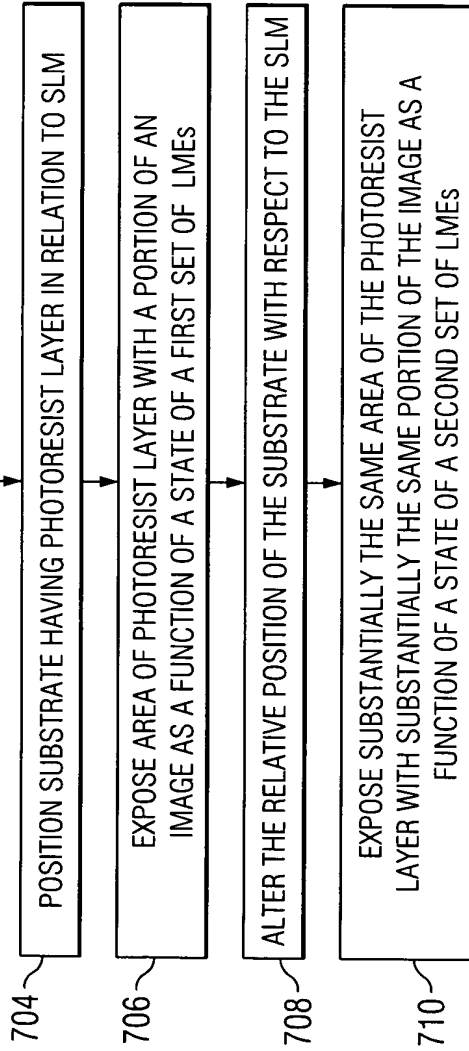 704
POSITION SUBSTRATE HAVING PHOTORESIST LAYER IN RELATION TO SLM
706
EXPOSE AREA OF PHOTORESIST LAYER WITH A PORTION OF AN
IMAGE AS A FUNCTION OF A STATE OF A FIRST SET OF LMEs
708
ALTER THE RELATIVE POSITION OF THE SUBSTRATE WITH RESPECT TO THE SLM
710
EXPOSE SUBSTANTIALLY THE SAME AREA OF THE PHOTORESIST
LAYER WITH SUBSTANTIALLY THE SAME PORTION OF THE IMAGE AS A
FUNCTION OF A STATE OF A SECOND SET OF LMEs